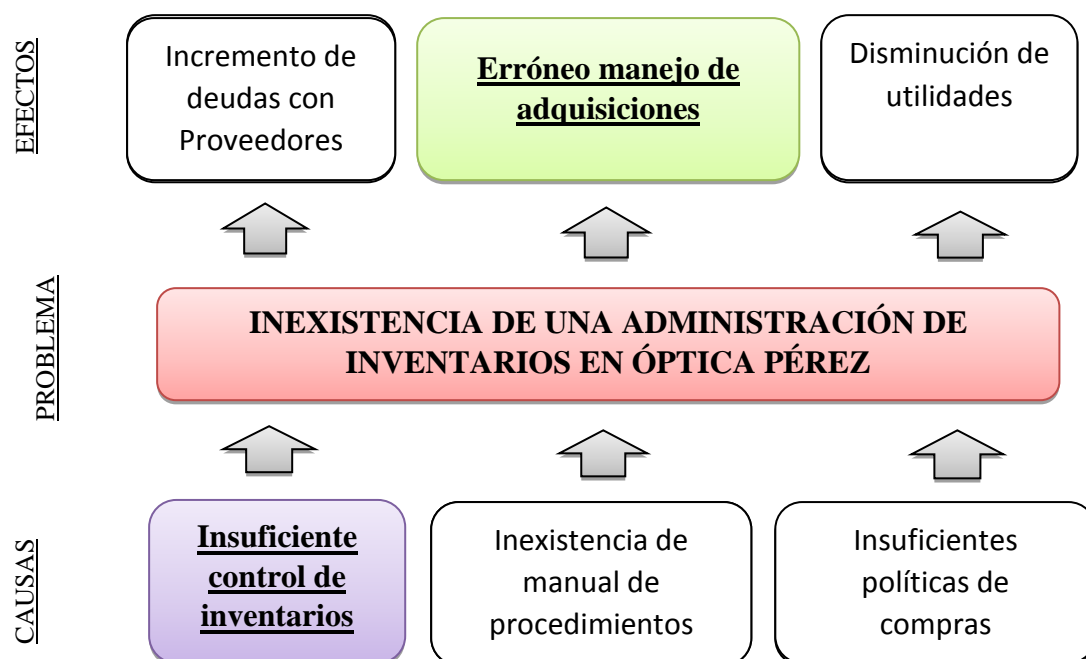 EFECTOS
Incremento de
deudas con
Proveedores
Erróneo manejo de
adquisiciones
Disminución de
utilidades
PROBLEMA
INEXISTENCIA DE UNA ADMINISTRACIÓN DE
INVENTARIOS EN ÓPTICA PÉREZ
CAUSAS
Insuficiente
control de
inventarios
Inexistencia de
manual de
procedimientos
Insuficientes
políticas de
compras